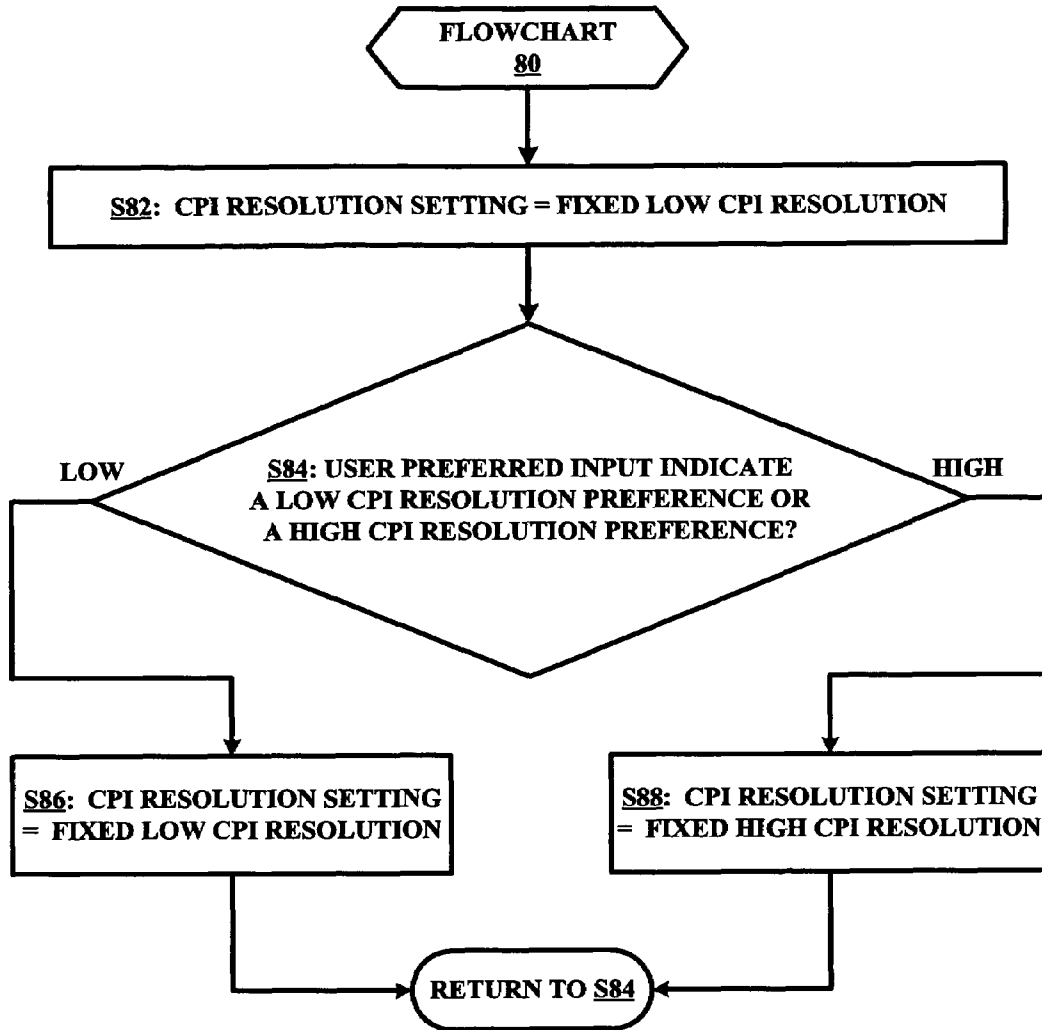 FLOWCHART
80
S82: CPI RESOLUTION SETTING = FIXED LOW CPI RESOLUTION
LOW
S84: USER PREFERRED INPUT INDICATE
A LOW CPI RESOLUTION PREFERENCE OR
A HIGH CPI RESOLUTION PREFERENCE?
HIGH
S86: CPI RESOLUTION SETTING
= FIXED LOW CPI RESOLUTION
S88: CPI RESOLUTION SETTING
= FIXED HIGH CPI RESOLUTION
RETURN TO S84